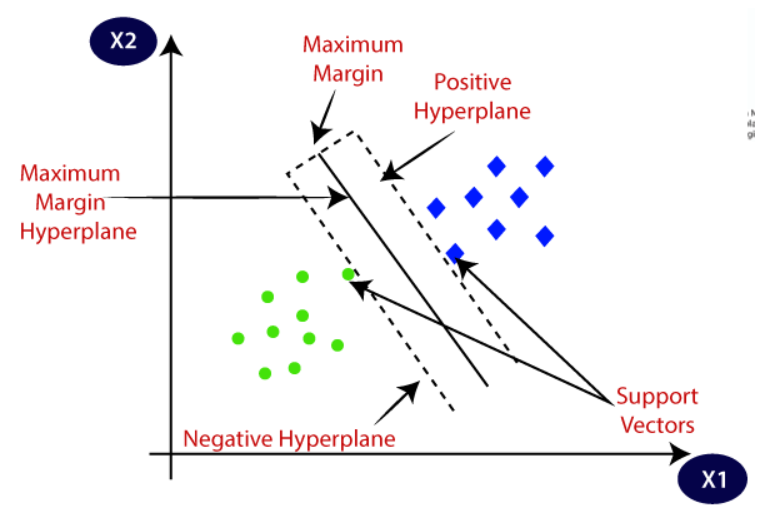 X2
Maximum
Margin
Positive
Hyperplane
Maximum
Margin
Hyperplane
Support
Vectors
Negative Hyperplane
X1